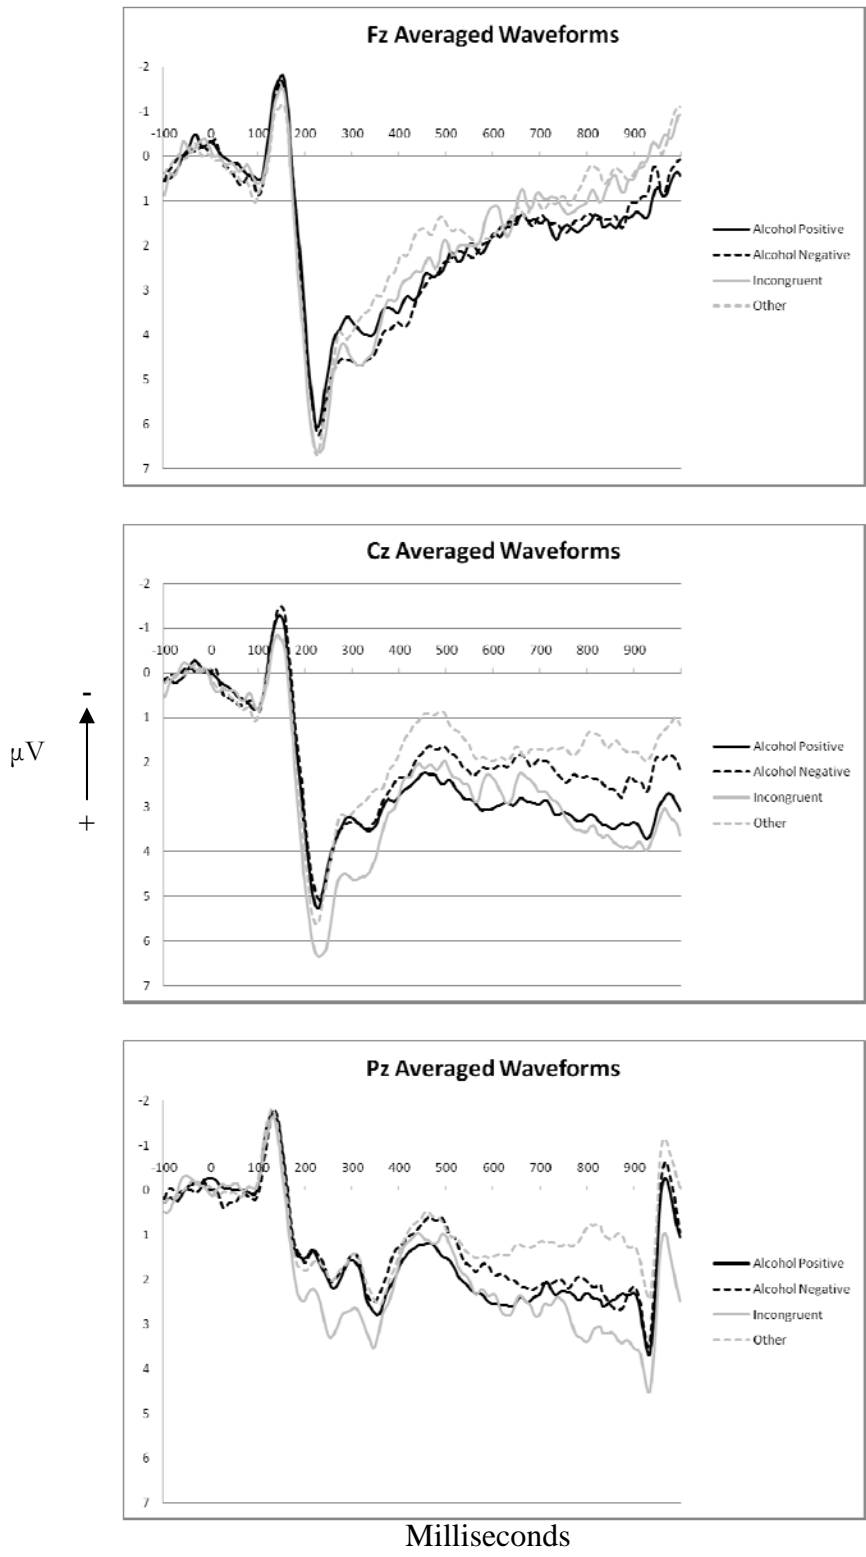 Fz Averaged Waveforms
-2
-1
-100 0 100 200 300 400 500 600 700 800 900
0
1
2
3
4
5
6
7
Alcohol Positive
Alcohol Negative
Incongruent
Other
Cz Averaged Waveforms
-2
-1
-100 0 100 200 300 400 500 600 700 800 900
0
1
2
3
4
5
6
7
Alcohol Positive
Alcohol Negative
Incongruent
Other
-
µV
+
Pz Averaged Waveforms
-2
-1
-100 0 100 200 300 400 500 600 700 800 900
0
1
2
3
4
5
6
7
Alcohol Positive
Alcohol Negative
Incongruent
Other
Milliseconds